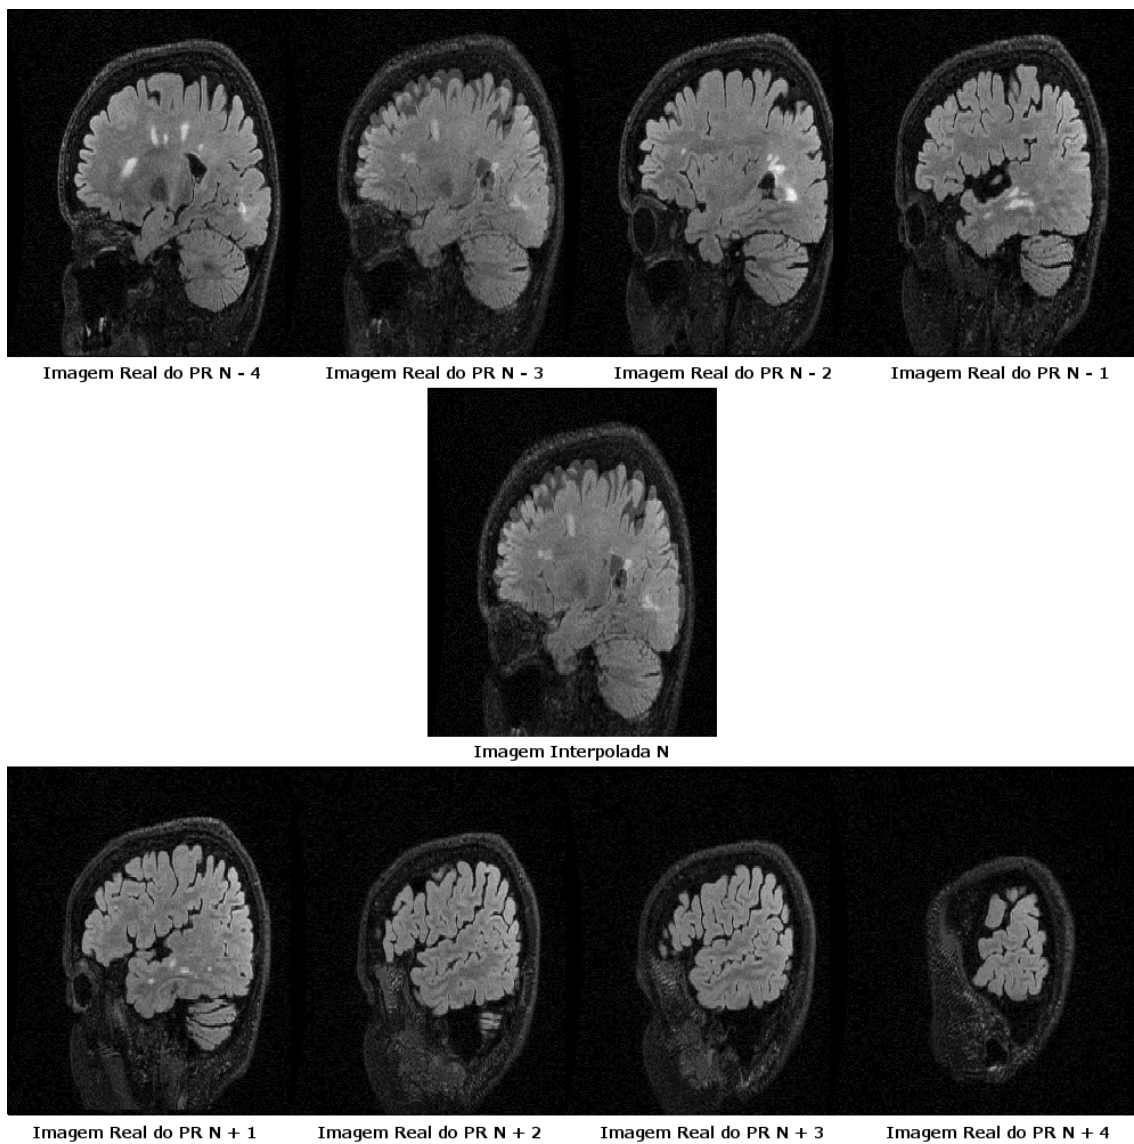 Imagem Real do PR N - 4
Imagem Real do PR N - 3
Imagem Real do PR N - 2
Imagem Real do PR N - 1
Imagem Interpolada N
Imagem Real do PR N + 1
Imagem Real do PR N + 2
Imagem Real do PR N + 3
Imagem Real do PR N + 4